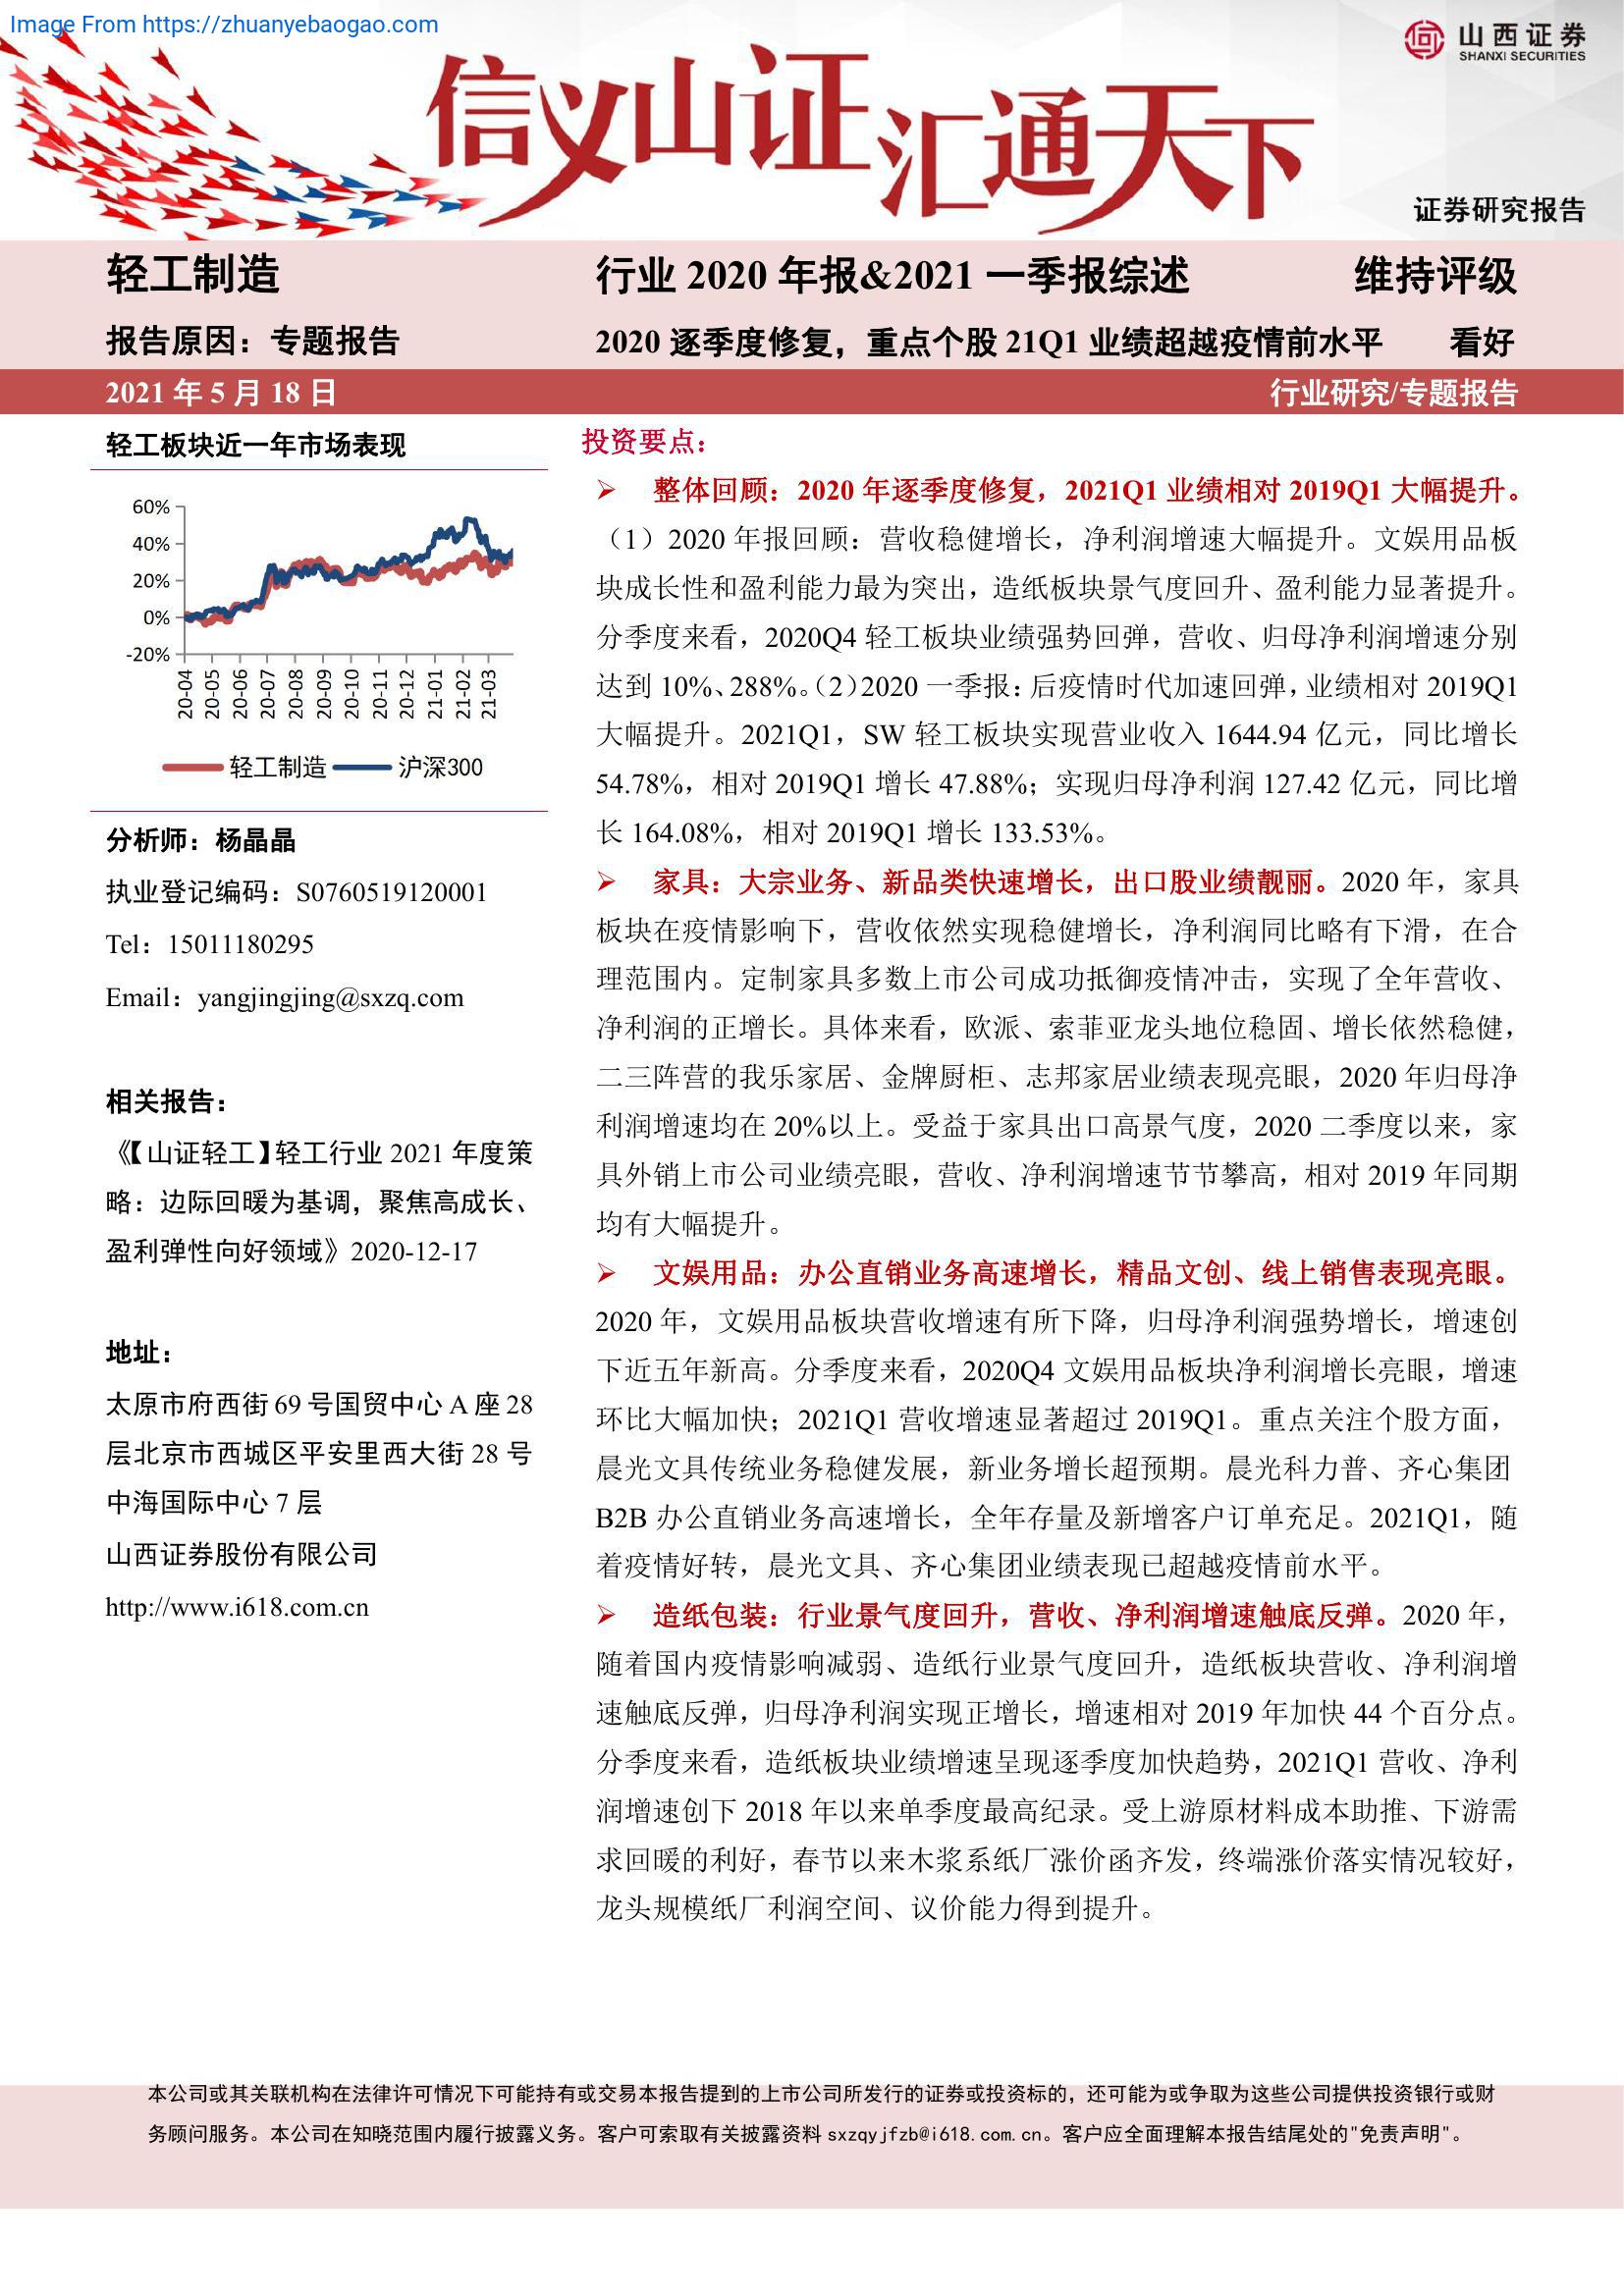 Image From https://zhuanyebaogao.com
信义山证汇通天下
山西证券
SHANXI SECURITIES
证券研究报告
轻工制造
行业 2020 年报&2021 一季报综述
维持评级
报告原因：专题报告
2020 逐季度修复，重点个股 21Q1 业绩超越疫情前水平
看好
2021 年 5 月 18 日
行业研究/专题报告
轻工板块近一年市场表现
60%
40%
20%
0%
-20%
20-04
20-05
20-06
20-07
20-08
20-09
20-10
20-11
20-12
21-01
21-02
21-03
轻工制造
沪深300
分析师：杨晶晶
执业登记编码：S0760519120001
Tel：15011180295
Email：yangjingjing@sxzq.com
相关报告：
《【山证轻工】轻工行业 2021 年度策
略：边际回暖为基调，聚焦高成长、
盈利弹性向好领域》2020-12-17
地址：
太原市府西街 69 号国贸中心 A 座 28
层北京市西城区平安里西大街 28 号
中海国际中心 7 层
山西证券股份有限公司
http://www.i618.com.cn
投资要点：
➢ 整体回顾：2020 年逐季度修复，2021Q1 业绩相对 2019Q1 大幅提升。
（1）2020 年报回顾：营收稳健增长，净利润增速大幅提升。文娱用品板
块成长性和盈利能力最为突出，造纸板块景气度回升、盈利能力显著提升。
分季度来看，2020Q4 轻工板块业绩强势回弹，营收、归母净利润增速分别
达到 10%、288%。（2）2020 一季报：后疫情时代加速回弹，业绩相对 2019Q1
大幅提升。2021Q1，SW 轻工板块实现营业收入 1644.94 亿元，同比增长
54.78%，相对 2019Q1 增长 47.88%；实现归母净利润 127.42 亿元，同比增
长 164.08%，相对 2019Q1 增长 133.53%。
➢ 家具：大宗业务、新品类快速增长，出口股业绩靓丽。2020 年，家具
板块在疫情影响下，营收依然实现稳健增长，净利润同比略有下滑，在合
理范围内。定制家具多数上市公司成功抵御疫情冲击，实现了全年营收、
净利润的正增长。具体来看，欧派、索菲亚龙头地位稳固、增长依然稳健，
二三阵营的我乐家居、金牌厨柜、志邦家居业绩表现亮眼，2020 年归母净
利润增速均在 20%以上。受益于家具出口高景气度，2020 二季度以来，家
具外销上市公司业绩亮眼，营收、净利润增速节节攀高，相对 2019 年同期
均有大幅提升。
➢ 文娱用品：办公直销业务高速增长，精品文创、线上销售表现亮眼。
2020 年，文娱用品板块营收增速有所下降，归母净利润强势增长，增速创
下近五年新高。分季度来看，2020Q4 文娱用品板块净利润增长亮眼，增速
环比大幅加快；2021Q1 营收增速显著超过 2019Q1。重点关注个股方面，
晨光文具传统业务稳健发展，新业务增长超预期。晨光科力普、齐心集团
B2B 办公直销业务高速增长，全年存量及新增客户订单充足。2021Q1，随
着疫情好转，晨光文具、齐心集团业绩表现已超越疫情前水平。
➢ 造纸包装：行业景气度回升，营收、净利润增速触底反弹。2020 年，
随着国内疫情影响减弱、造纸行业景气度回升，造纸板块营收、净利润增
速触底反弹，归母净利润实现正增长，增速相对 2019 年加快 44 个百分点。
分季度来看，造纸板块业绩增速呈现逐季度加快趋势，2021Q1 营收、净利
润增速创下 2018 年以来单季度最高纪录。受上游原材料成本助推、下游需
求回暖的利好，春节以来木浆系纸厂涨价函齐发，终端涨价落实情况较好，
龙头规模纸厂利润空间、议价能力得到提升。
本公司或其关联机构在法律许可情况下可能持有或交易本报告提到的上市公司所发行的证券或投资标的，还可能为或争取为这些公司提供投资银行或财
务顾问服务。本公司在知晓范围内履行披露义务。客户可索取有关披露资料 sxzqyjfzb@i618.com.cn。客户应全面理解本报告结尾处的"免责声明"。